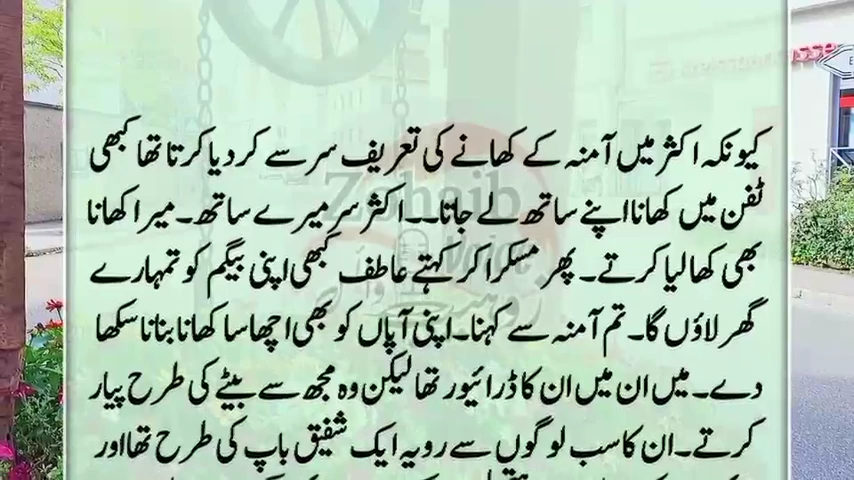 کیونکہ اکثر میں آمنہ کے کھانے کی تعریف سر سے کر دیا کرتا تھا کبھی
ٹفن میں کھانا اپنے ساتھ لے جاتا۔۔اکثر سر میرے ساتھ۔میرا کھانا
بھی کھا لیا کرتے۔ پھر مسکرا کر کہتے عاطف کبھی اپنی بیگم کو تمہارے
گھر لاؤں گا۔ تم آمنہ سے کہنا۔اپنی آپاں کو بھی اچھا سا کھانا بنانا سکھا
دے۔ میں ان میں ان کا ڈرائیور تھا لیکن وہ مجھ سے بیٹے کی طرح پیار
کرتے۔ان کا سب لوگوں سے رویہ ایک شفیق باپ کی طرح تھا اور
Zohaib
Voice